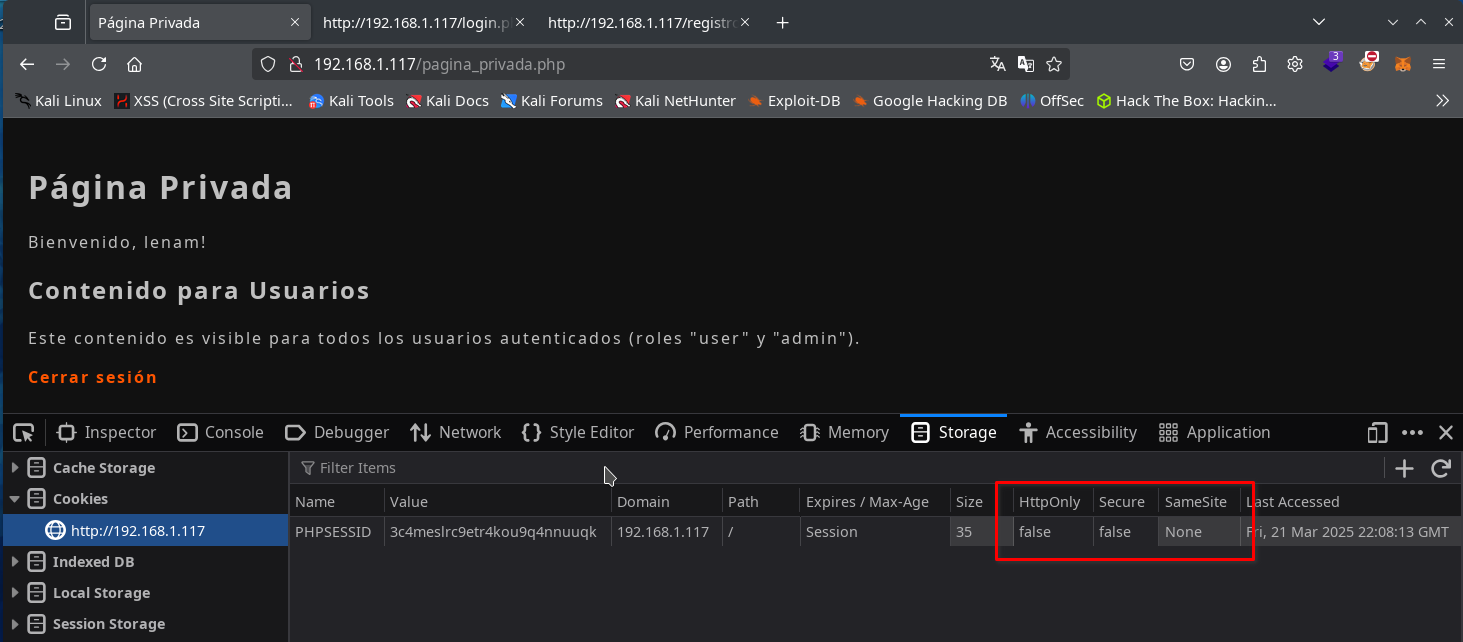 Página Privada
http://192.168.1.117/login.p
http://192.168.1.117/registr
192.168.1.117/pagina_privada.php
3
Kali Linux
XSS (Cross Site Scripti...
Kali Tools
Kali Docs
Kali Forums
Kali NetHunter
Exploit-DB
Google Hacking DB
OffSec
Hack The Box: Hackin...
Página Privada
Bienvenido, lenam!
Contenido para Usuarios
Este contenido es visible para todos los usuarios autenticados (roles "user" y "admin").
Cerrar sesión
Inspector
Console
Debugger
Network
Style Editor
Performance
Memory
Storage
Accessibility
Application
Cache Storage
Cookies
http://192.168.1.117
Indexed DB
Local Storage
Session Storage
Filter Items
Name Value Domain Path Expires / Max-Age Size HttpOnly Secure SameSite Last Accessed
PHPSESSID 3c4meslrc9etr4kou9q4nnuuqk 192.168.1.117 / Session 35 false false None Fri, 21 Mar 2025 22:08:13 GMT